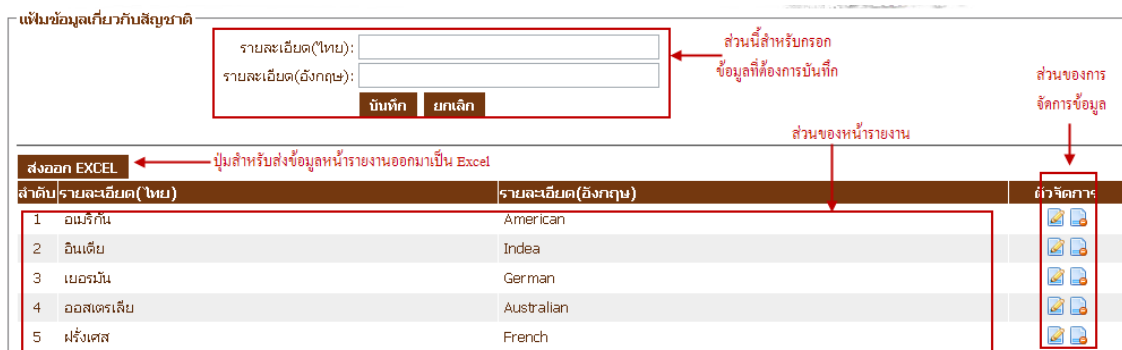 แฟ้มข้อมูลเกี่ยวกับสัญชาติ
รายละเอียด(ไทย):
ส่วนนี้สำหรับกรอก
ข้อมูลที่ต้องการบันทึก
รายละเอียด(อังกฤษ):
บันทึก ยกเลิก
ส่วนของการ
จัดการข้อมูล
ส่วนของหน้ารายงาน
ส่งออก EXCEL
ปุ่มสำหรับส่งข้อมูลหน้ารายงานออกมาเป็น Excel
ลำดับ รายละเอียด(ไทย) รายละเอียด(อังกฤษ) ตัวจัดการ
1 อเมริกัน American
2 อินเดีย Indea
3 เยอรมัน German
4 ออสเตรเลีย Australian
5 ฝรั่งเศส French